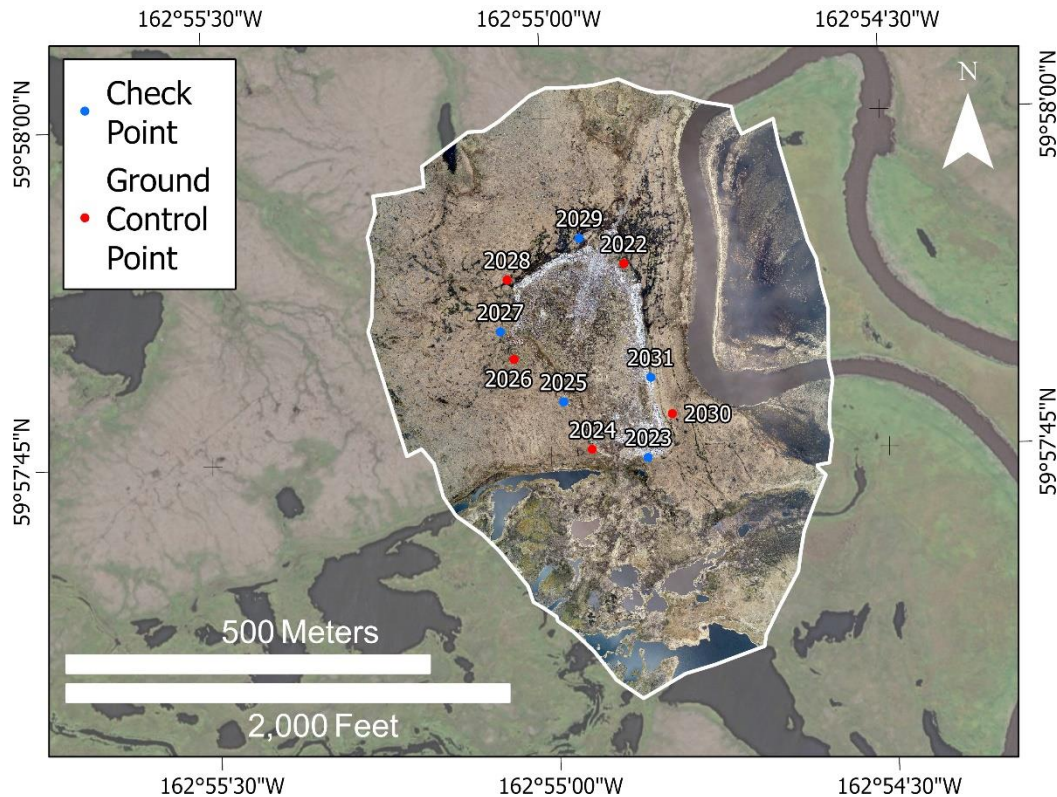 162°55'30"W 162°55'00"W 162°54'30"W
59°58'00"N
59°57'45"N
Check
Point
Ground
Control
Point
N
59°58'00"N
59°57'45"N
2029
2022
2028
2027
2031
2026
2025
2030
2024
2023
500 Meters
2,000 Feet
162°55'30"W 162°55'00"W 162°54'30"W